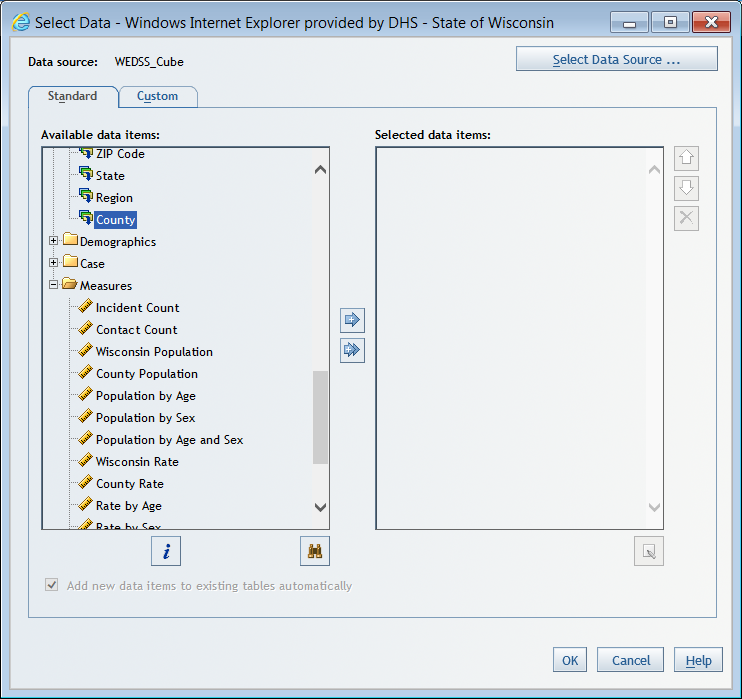 Select Data - Windows Internet Explorer provided by DHS - State of Wisconsin
Data source: WEDSS_Cube
Select Data Source ...
Standard
Custom
Available data items:
Selected data items:
ZIP Code
State
Region
County
Demographics
Case
Measures
Incident Count
Contact Count
Wisconsin Population
County Population
Population by Age
Population by Sex
Population by Age and Sex
Wisconsin Rate
County Rate
Rate by Age
Rate by Sex
i
Add new data items to existing tables automatically
OK
Cancel
Help